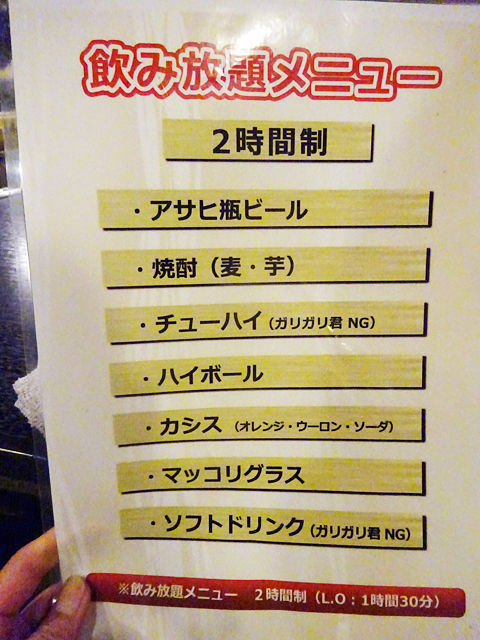 飲み放題メニュー
2時間制
・アサヒ瓶ビール
・焼酎（麦・芋）
・チューハイ（ガリガリ君 NG）
・ハイボール
・カシス（オレンジ・ウーロン・ソーダ）
・マッコリグラス
・ソフトドリンク（ガリガリ君 NG）
※飲み放題メニュー　2時間制（L.O：1時間30分）